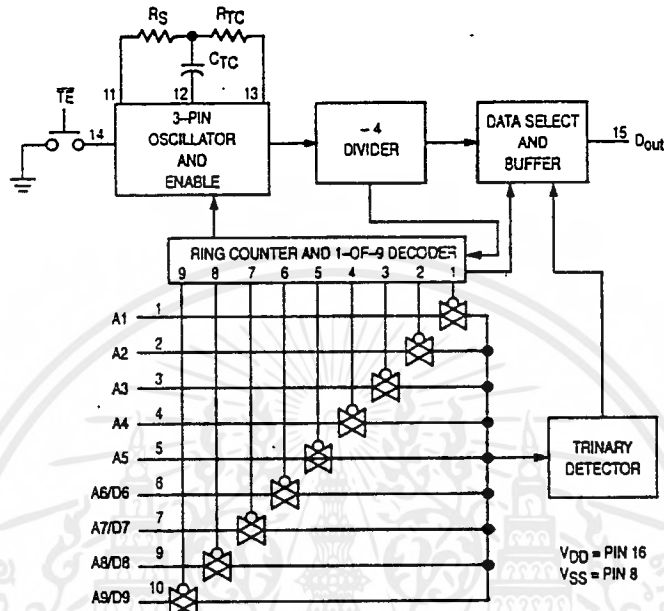 RS RTC
CTC
11 12 13
TE
14
3-PIN
OSCILLATOR
AND
ENABLE
-4
DIVIDER
DATA SELECT
AND
BUFFER
15 Dout
RING COUNTER AND 1-OF-9 DECODER
9 8 7 6 5 4 3 2 1
A1 1
A2 2
A3 3
A4 4
A5 5
A6/D6 6
A7/D7 7
A8/D8 9
A9/D9 10
TRINARY
DETECTOR
VDD = PIN 16
VSS = PIN 8